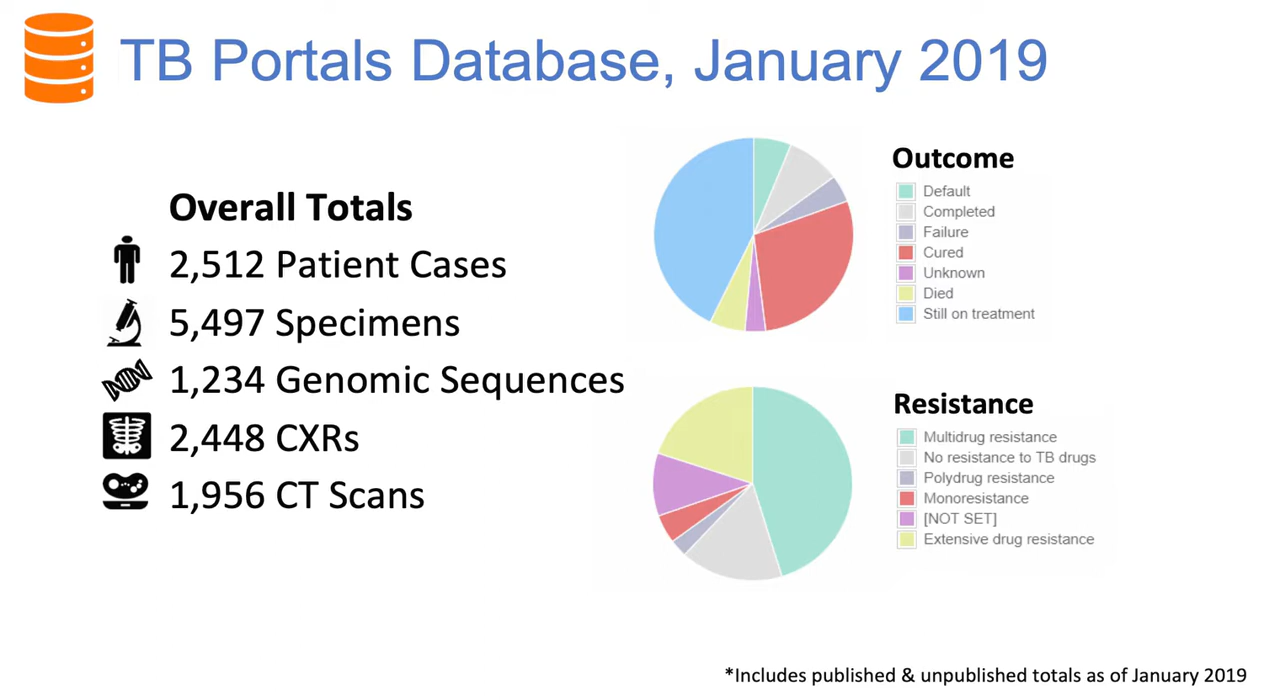 TB Portals Database, January 2019
Overall Totals
2,512 Patient Cases
5,497 Specimens
1,234 Genomic Sequences
2,448 CXRs
1,956 CT Scans
Outcome
Default
Completed
Failure
Cured
Unknown
Died
Still on treatment
Resistance
Multidrug resistance
No resistance to TB drugs
Polydrug resistance
Monoresistance
[NOT SET]
Extensive drug resistance
*Includes published & unpublished totals as of January 2019